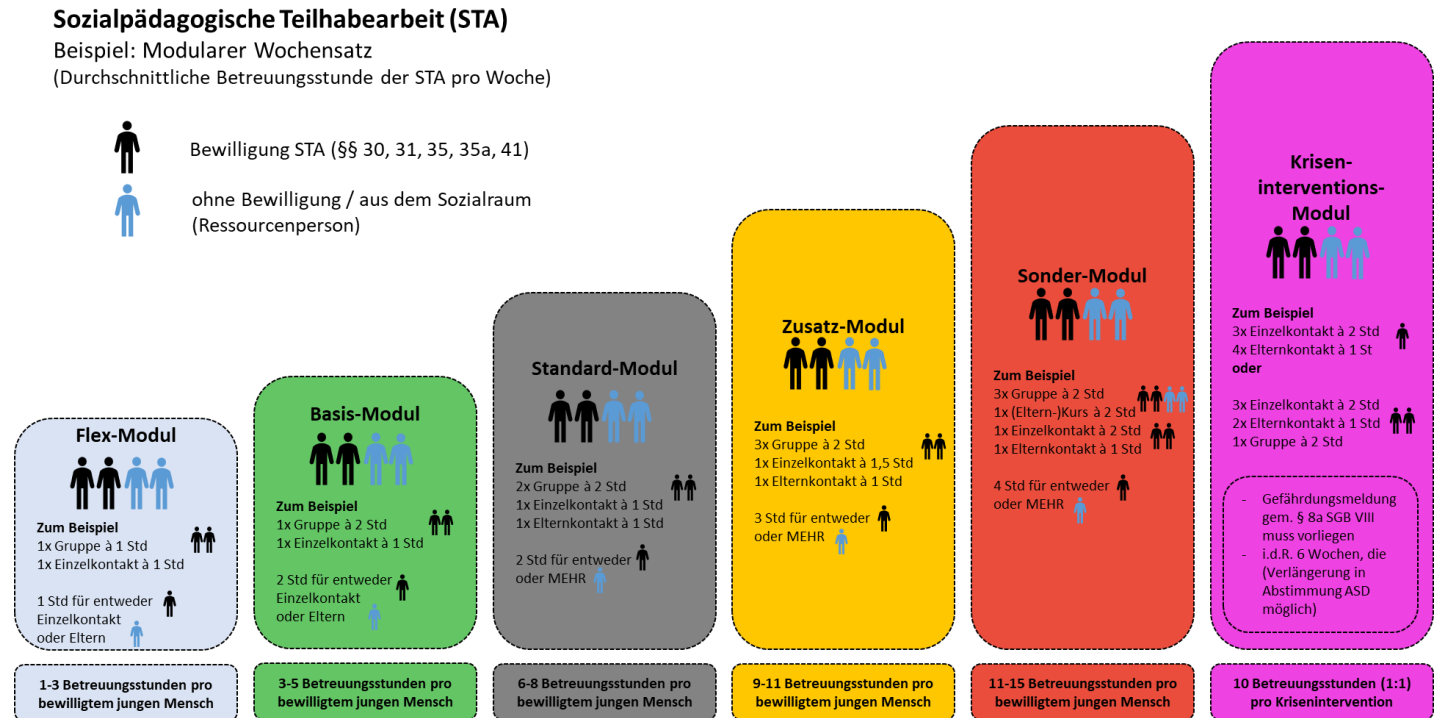 Sozialpädagogische Teilhabearbeit (STA)
Beispiel: Modularer Wochensatz
(Durchschnittliche Betreuungsstunde der STA pro Woche)
Bewilligung STA (§§ 30, 31, 35, 35a, 41)
ohne Bewilligung / aus dem Sozialraum
(Ressourcenperson)
Flex-Modul
Zum Beispiel
1x Gruppe à 1 Std
1x Einzelkontakt à 1 Std
1 Std für entweder
Einzelkontakt
oder Eltern
1-3 Betreuungsstunden pro
bewilligtem jungen Mensch
Basis-Modul
Zum Beispiel
1x Gruppe à 2 Std
1x Einzelkontakt à 1 Std
2 Std für entweder
Einzelkontakt
oder Eltern
3-5 Betreuungsstunden pro
bewilligtem jungen Mensch
Standard-Modul
Zum Beispiel
2x Gruppe à 2 Std
1x Einzelkontakt à 1 Std
1x Elternkontakt à 1 Std
2 Std für entweder
oder MEHR
6-8 Betreuungsstunden pro
bewilligtem jungen Mensch
Zusatz-Modul
Zum Beispiel
3x Gruppe à 2 Std
1x Einzelkontakt à 1,5 Std
1x Elternkontakt à 1 Std
3 Std für entweder
oder MEHR
9-11 Betreuungsstunden pro
bewilligtem jungen Mensch
Sonder-Modul
Zum Beispiel
3x Gruppe à 2 Std
1x (Eltern-)Kurs à 2 Std
1x Einzelkontakt à 2 Std
1x Elternkontakt à 1 Std
4 Std für entweder
oder MEHR
11-15 Betreuungsstunden pro
bewilligtem jungen Mensch
Krisen-
interventions-
Modul
Zum Beispiel
3x Einzelkontakt à 2 Std
4x Elternkontakt à 1 St
oder
3x Einzelkontakt à 2 Std
2x Elternkontakt à 1 Std
1x Gruppe à 2 Std
- Gefährdungsmeldung
gem. § 8a SGB VIII
muss vorliegen
- i.d.R. 6 Wochen, die
(Verlängerung in
Abstimmung ASD
möglich)
10 Betreuungsstunden (1:1)
pro Krisenintervention